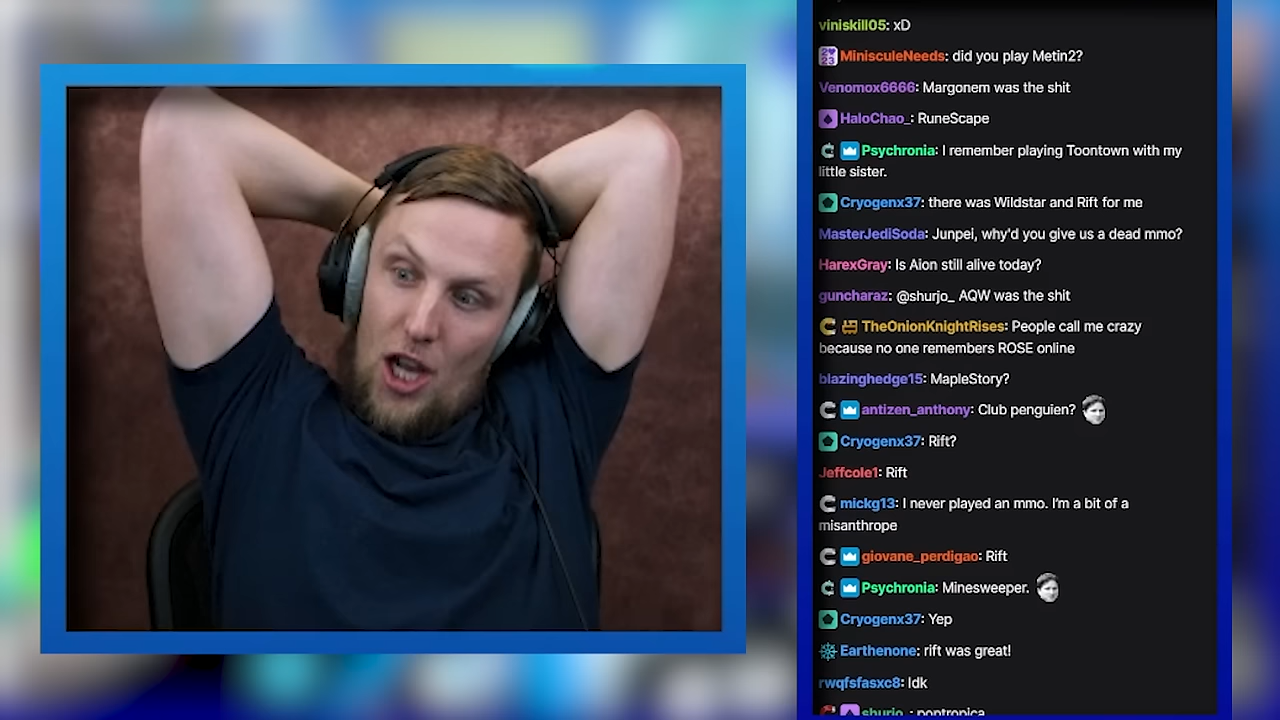 viniskill05: xD
MinisculeNeeds: did you play Metin2?
Venomox6666: Margonem was the shit
HaloChao_: RuneScape
Psychronia: I remember playing Toontown with my
little sister.
Cryogenx37: there was Wildstar and Rift for me
MasterJediSoda: Junpei, why'd you give us a dead mmo?
HarexGray: Is Aion still alive today?
guncharaz: @shurjo_ AQW was the shit
TheOnionKnightRises: People call me crazy
because no one remembers ROSE online
blazinghedge15: MapleStory?
antizen_anthony: Club penguien?
Cryogenx37: Rift?
Jeffcole1: Rift
mickg13: I never played an mmo. I'm a bit of a
misanthrope
giovane_perdigao: Rift
Psychronia: Minesweeper.
Cryogenx37: Yep
Earthenone: rift was great!
rwqfsfasxc8: Idk
shurjo_: poptropica